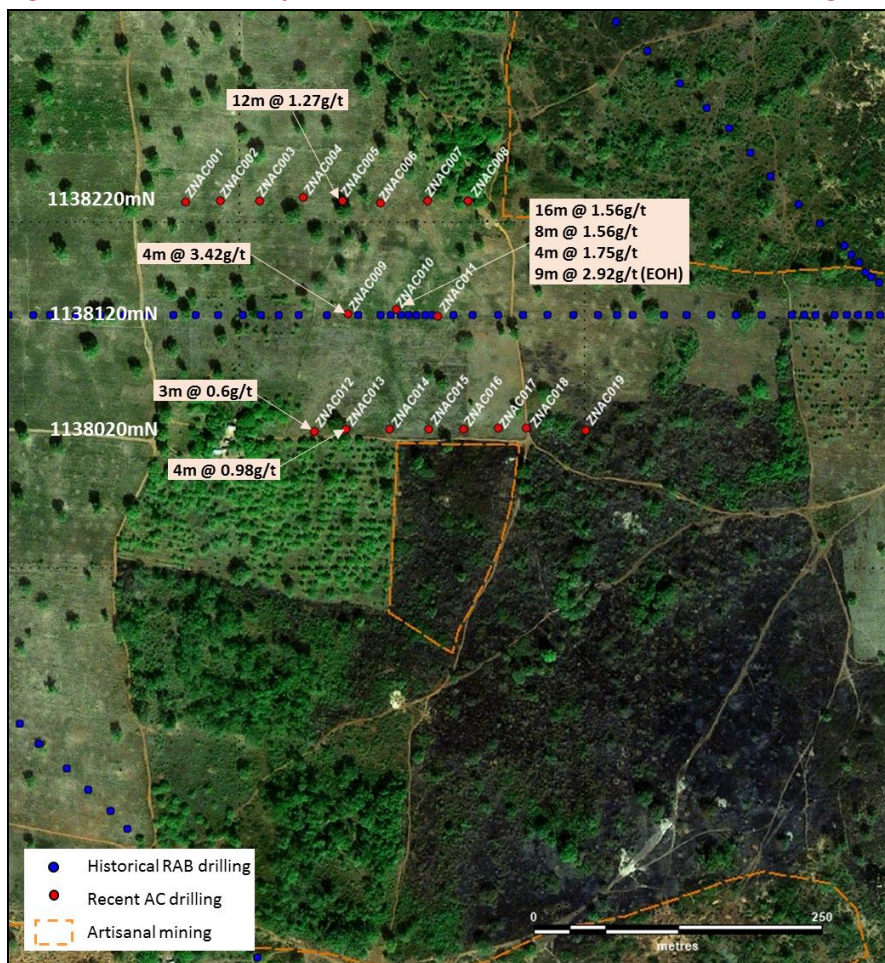 12m @ 1.27g/t
ZNAC001
ZNAC002
ZNAC003
ZNAC004
ZNAC005
ZNAC006
ZNAC007
ZNAC008
1138220mN
16m @ 1.56g/t
8m @ 1.56g/t
4m @ 1.75g/t
9m @ 2.92g/t (EOH)
4m @ 3.42g/t
ZNAC009
ZNAC010
ZNAC011
1138120mN
3m @ 0.6g/t
ZNAC012
ZNAC013
ZNAC014
ZNAC015
ZNAC016
ZNAC017
ZNAC018
ZNAC019
1138020mN
4m @ 0.98g/t
Historical RAB drilling
Recent AC drilling
Artisanal mining
0 250
metres